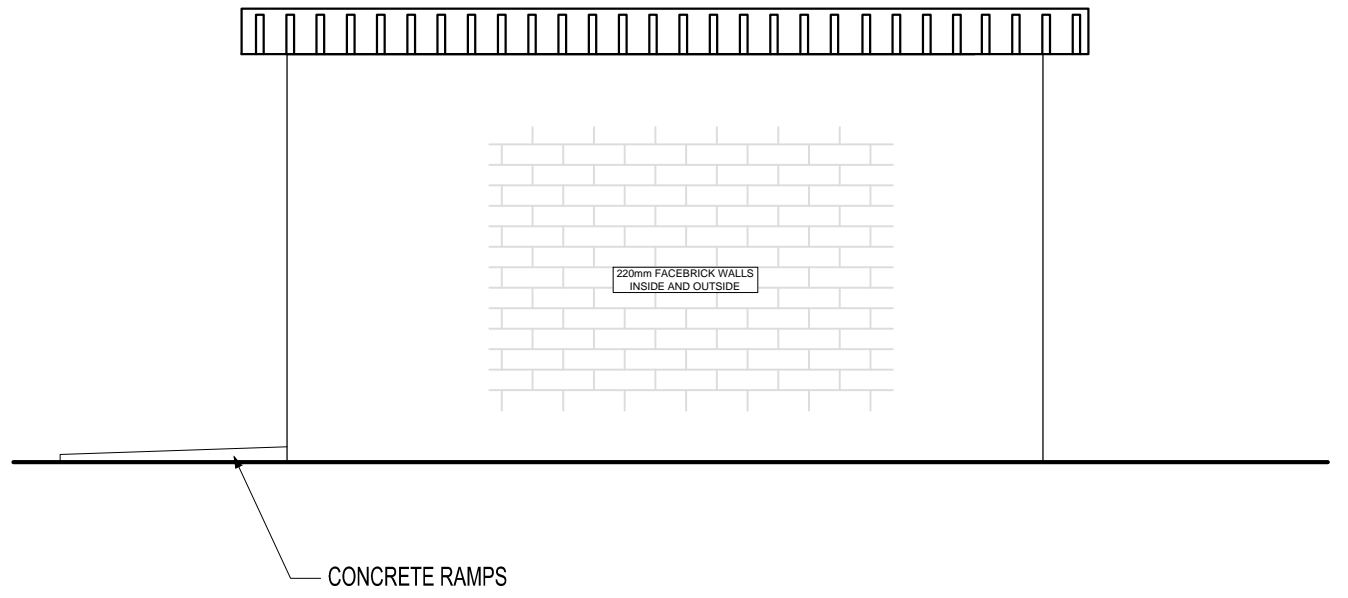 220mm FACEBRICK WALLS
INSIDE AND OUTSIDE
CONCRETE RAMPS